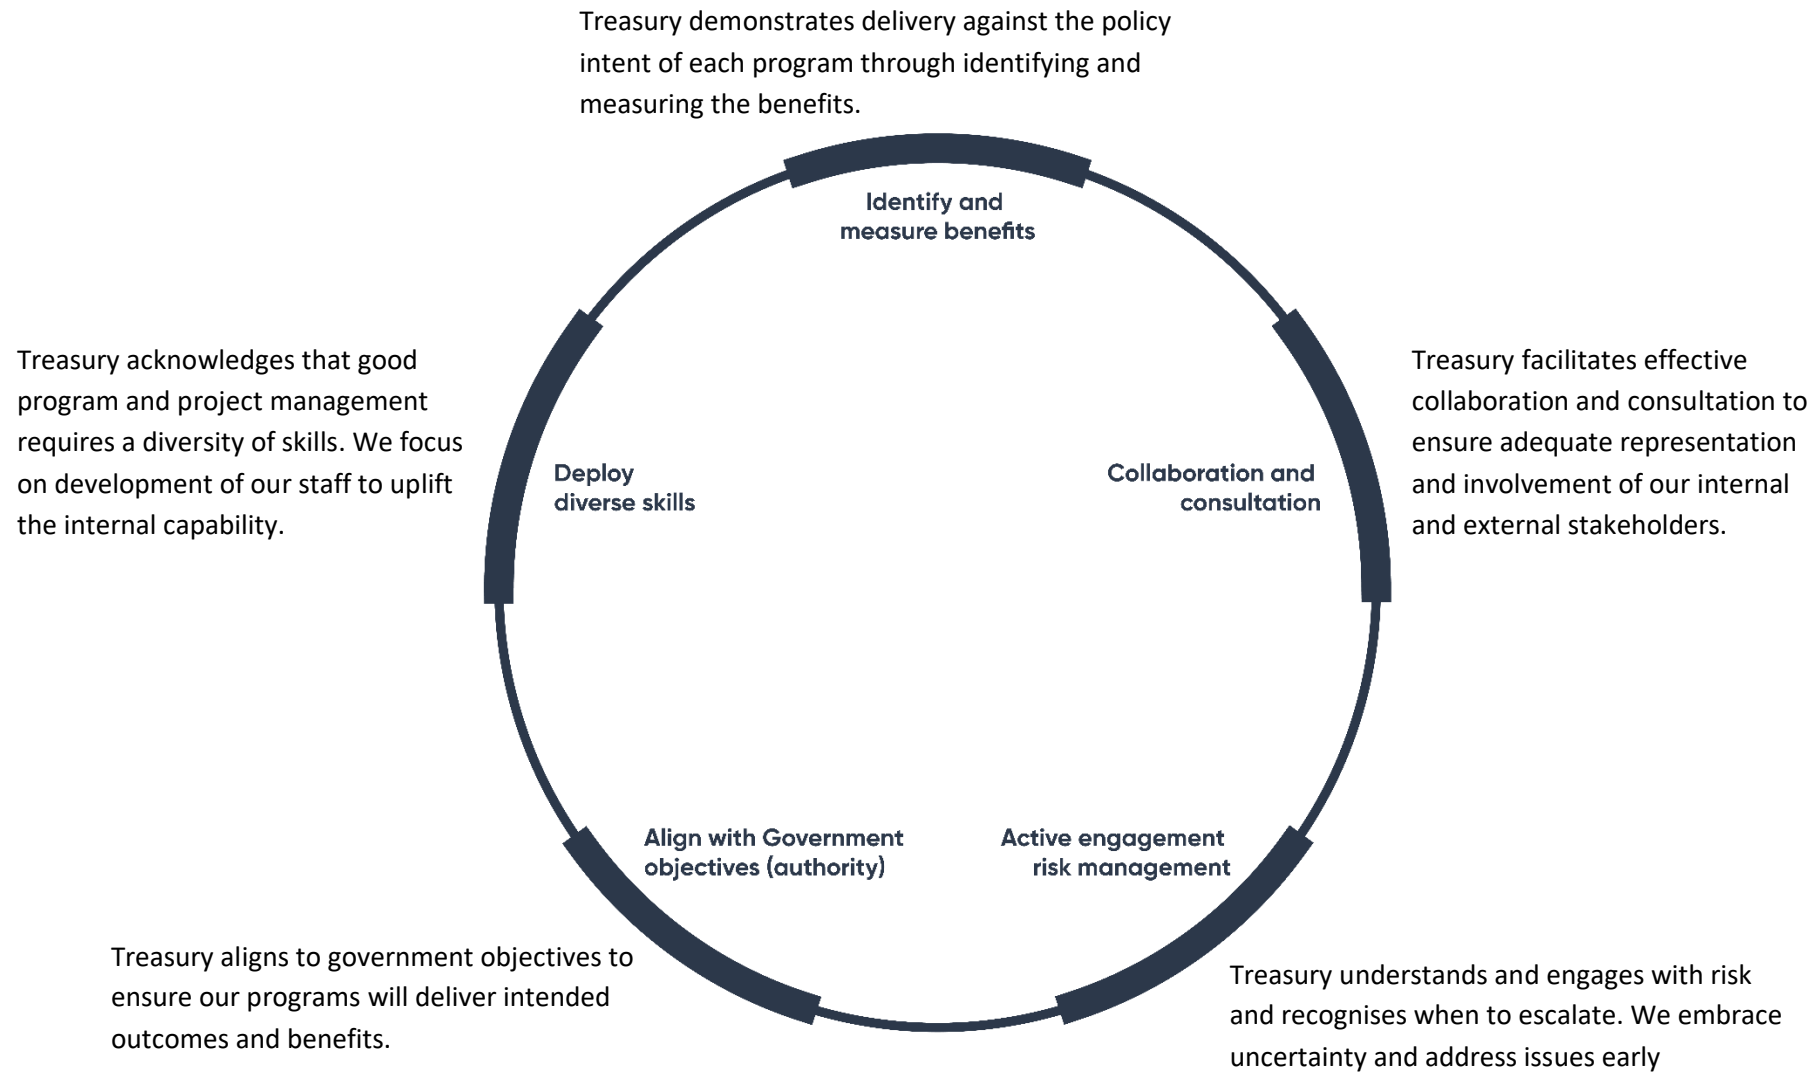 Treasury demonstrates delivery against the policy
intent of each program through identifying and
measuring the benefits.
Identify and
measure benefits
Treasury acknowledges that good
program and project management
requires a diversity of skills. We focus
on development of our staff to uplift
the internal capability.
Deploy
diverse skills
Collaboration and
consultation
Treasury facilitates effective
collaboration and consultation to
ensure adequate representation
and involvement of our internal
and external stakeholders.
Align with Government
objectives (authority)
Active engagement
risk management
Treasury aligns to government objectives to
ensure our programs will deliver intended
outcomes and benefits.
Treasury understands and engages with risk
and recognises when to escalate. We embrace
uncertainty and address issues early